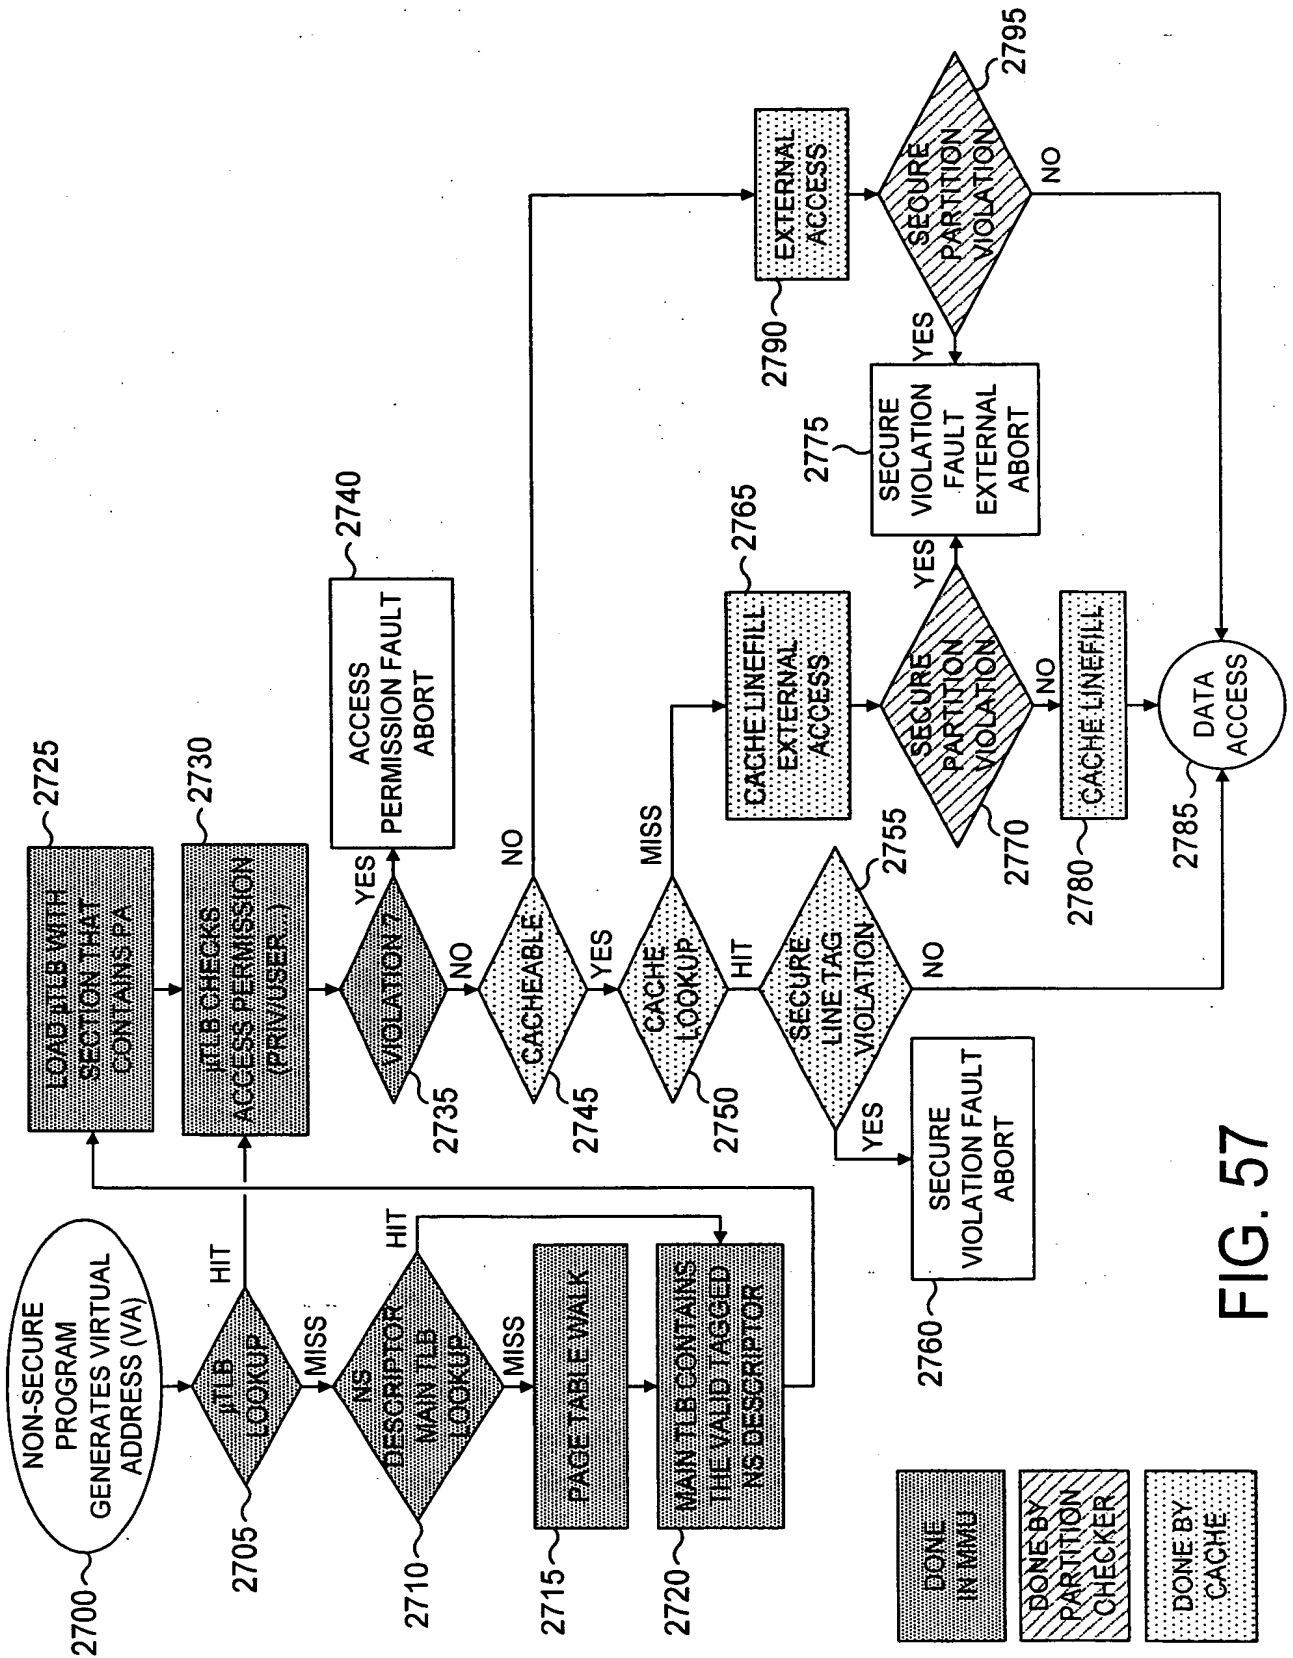 NON-SECURE
PROGRAM
GENERATES VIRTUAL
ADDRESS (VA)
2700
µTLB
LOOKUP
2705
HIT
MISS
NS
DESCRIPTOR
MAIN TLB
LOOKUP
2710
HIT
MISS
PAGE TABLE WALK
2715
MAIN TLB CONTAINS
THE VALID TAGGED
NS DESCRIPTOR
2720
LOAD µTLB WITH
SECTION THAT
CONTAINS PA
2725
µTLB CHECKS
ACCESS PERMISSION
(PRIV/USER..)
2730
VIOLATION?
2735
YES
NO
ACCESS
PERMISSION FAULT
ABORT
2740
CACHEABLE
2745
NO
YES
CACHE
LOOKUP
2750
MISS
HIT
SECURE
LINE TAG
VIOLATION
2755
YES
NO
SECURE
VIOLATION FAULT
ABORT
2760
CACHE LINEFILL
EXTERNAL
ACCESS
2765
SECURE
PARTITION
VIOLATION
2770
YES
NO
SECURE
VIOLATION
FAULT
EXTERNAL
ABORT
2775
CACHE LINEFILL
2780
DATA
ACCESS
2785
EXTERNAL
ACCESS
2790
SECURE
PARTITION
VIOLATION
2795
YES
NO
DONE
IN MMU
DONE BY
PARTITION
CHECKER
DONE BY
CACHE
FIG. 57